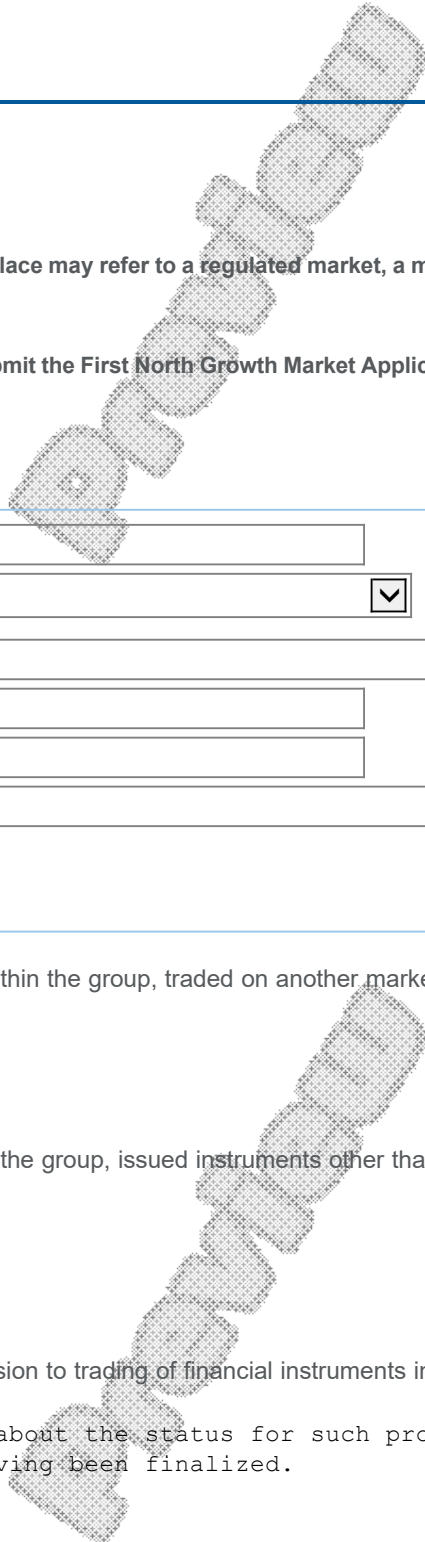 lace may refer to a regulated market, a m
mit the First North Growth Market Applic
thin the group, traded on another marke
the group, issued instruments other tha
sion to trading of financial instruments in
about the status for such pro
ving been finalized.
Preview
Preview